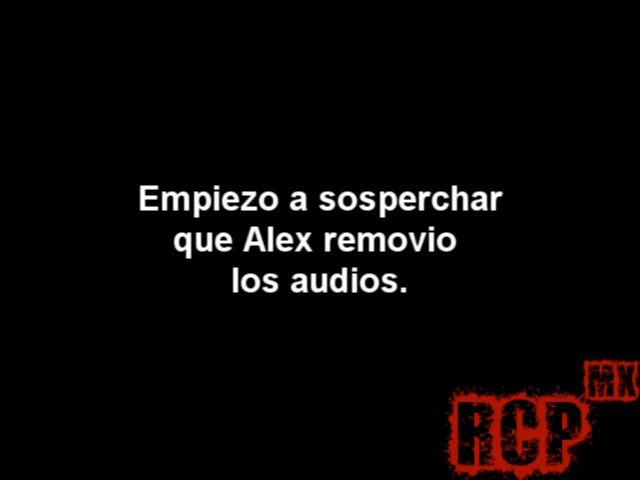 Empiezo a sosperchar
que Alex removio
los audios.
MX
RCP